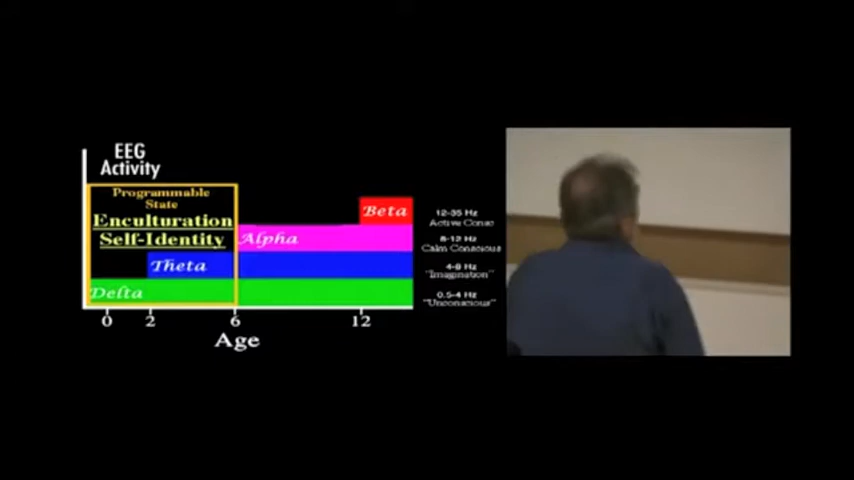 EEG
Activity
Programmable
State
Enculturation
Self-Identity
Beta
Alpha
Theta
Delta
12-35 Hz
Active Consc
8-12 Hz
Calm Conscious
4-8 Hz
"Imagination"
0.5-4 Hz
"Unconscious"
0 2 6 12
Age